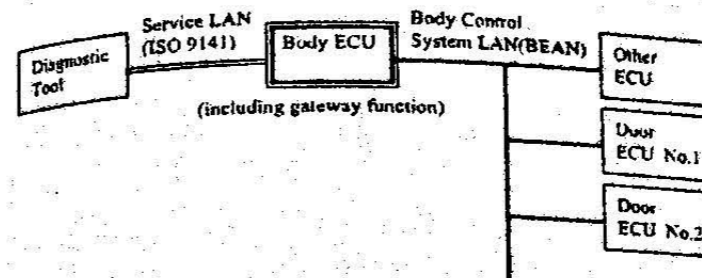 Service LAN
(ISO 9141)
Body ECU
Body Control
System LAN(BEAN)
Other
ECU
Diagnostic
Tool
(including gateway function)
Door
ECU No.1
Door
ECU No.2